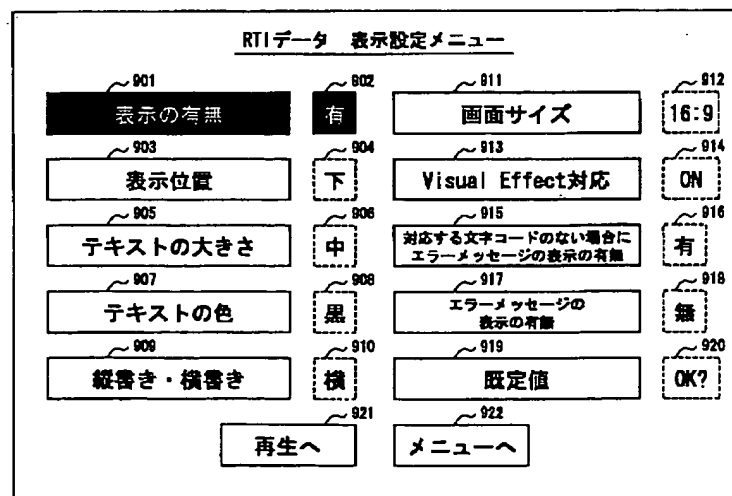 RTIデータ 表示設定メニュー
901 902 911 912
表示の有無 有 画面サイズ 16:9
903 904 913 914
表示位置 下 Visual Effect対応 ON
905 906 915 916
テキストの大きさ 中 対応する文字コードのない場合に
エラーメッセージの表示の有無 有
907 908 917 918
テキストの色 黒 エラーメッセージの
表示の有無 無
909 910 919 920
縦書き・横書き 横 既定値 OK?
921 922
再生へ メニューへ